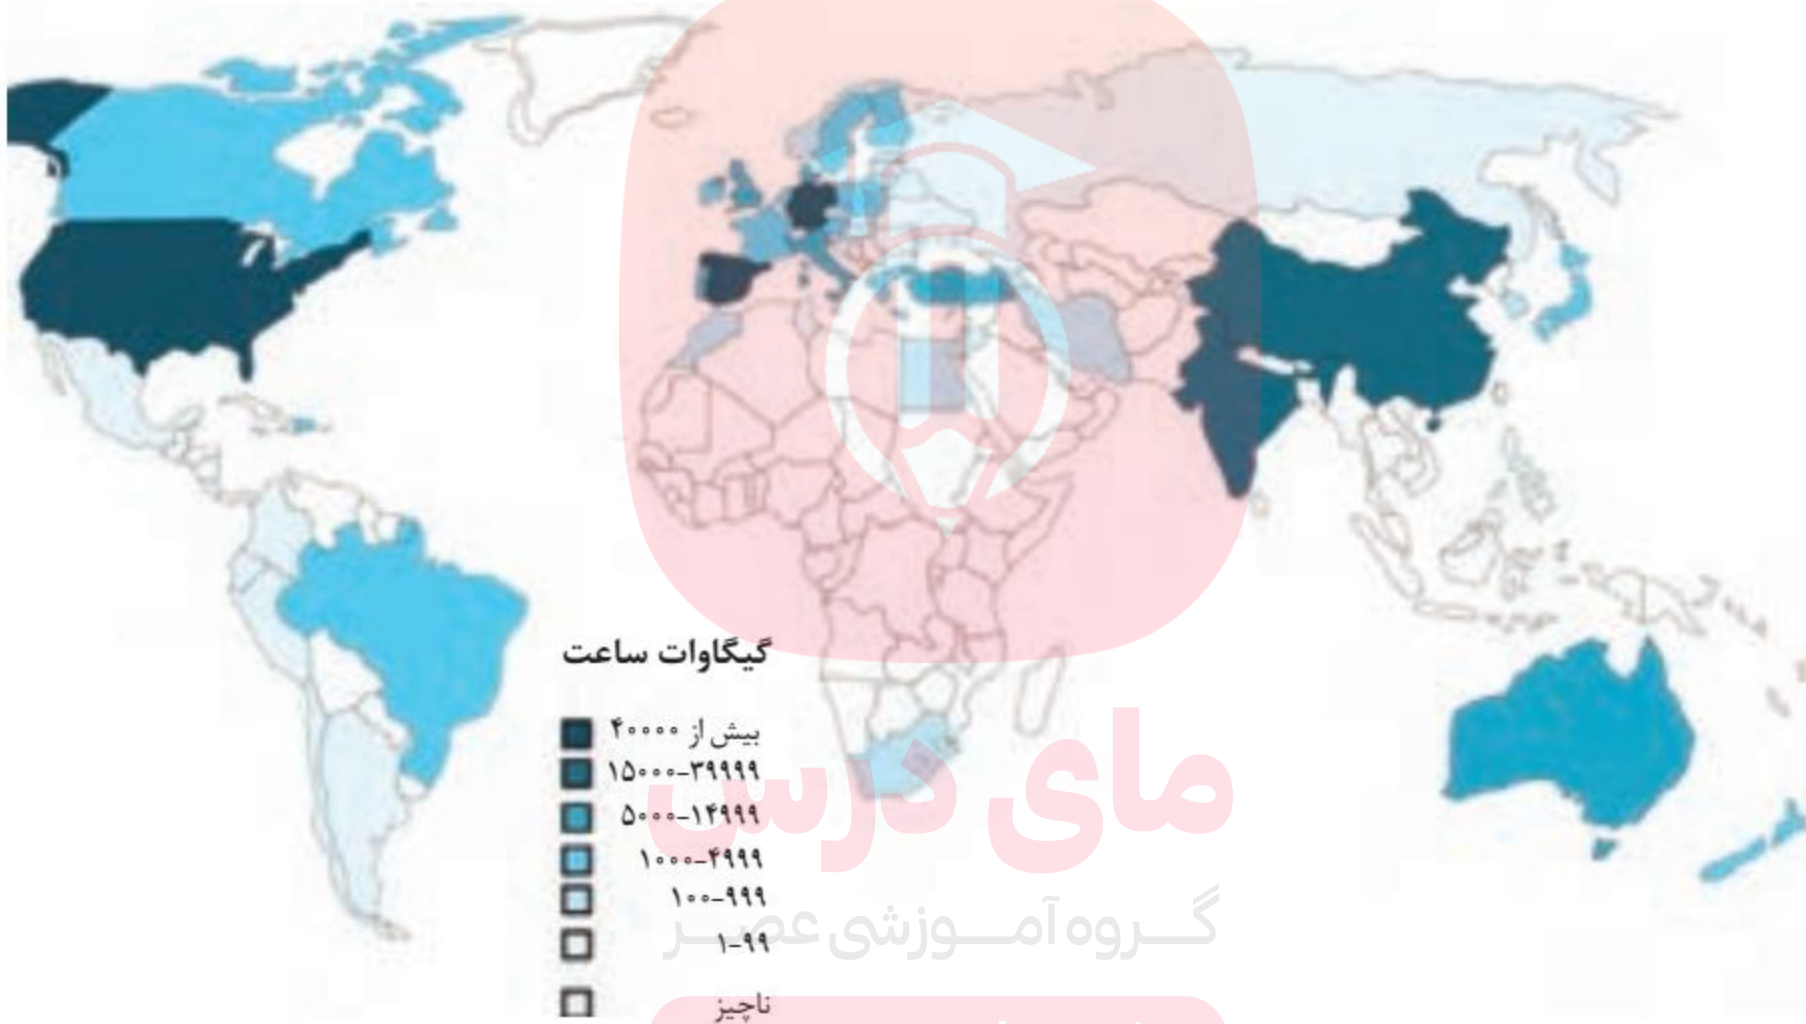 گیگاوات ساعت
بیش از ۴۰۰۰۰
۱۵۰۰۰-۳۹۹۹۹
۵۰۰۰-۱۴۹۹۹
۱۰۰۰-۴۹۹۹
۱۰۰-۹۹۹
۱-۹۹
ناچیز
مای درس
گروه آموزشی عصر